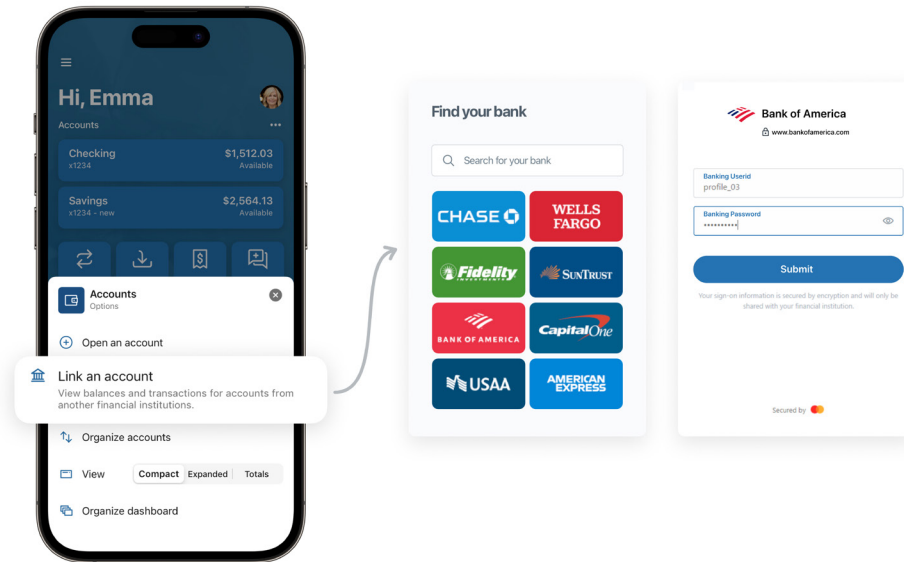 Hi, Emma
Accounts
Checking
$1,512.03
x1234
Available
Savings
$2,564.13
x1234 - new
Available
Accounts
Options
Open an account
Link an account
View balances and transactions for accounts from
another financial institutions.
Organize accounts
View
Compact
Expanded
Totals
Organize dashboard
Find your bank
Search for your bank
CHASE
WELLS
FARGO
Fidelity
INVESTMENTS
SUNTRUST
BANK OF AMERICA
CapitalOne
USAA
AMERICAN
EXPRESS
Bank of America
www.bankofamerica.com
Banking Userid
profile_03
Banking Password
••••••••••
Submit
Your sign-on information is secured by encryption and will only be
shared with your financial institution.
Secured by